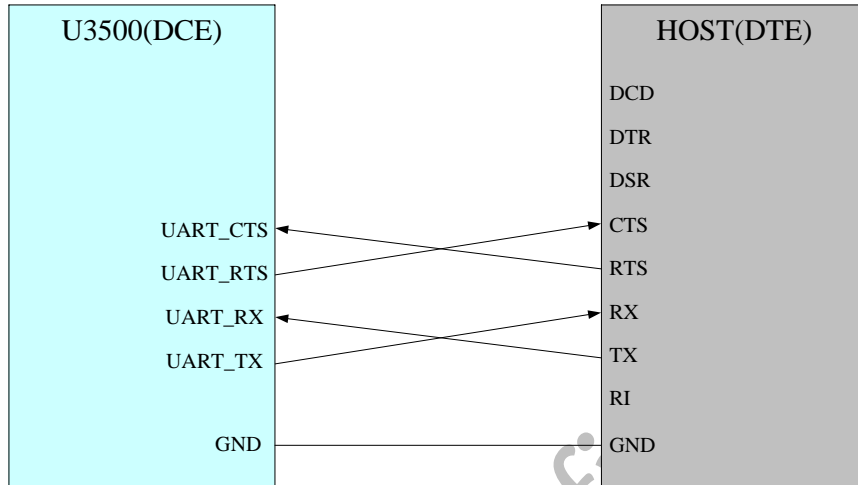 U3500(DCE)
HOST(DTE)
DCD
DTR
DSR
UART_CTS
CTS
UART_RTS
RTS
UART_RX
RX
UART_TX
TX
RI
GND
GND